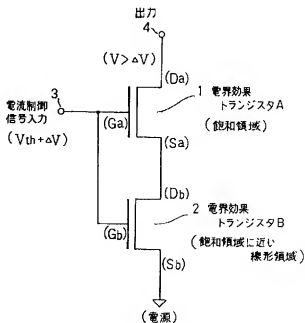 出力
4
(V>ΔV)
(Da)
3
1 電界効果
トランジスタA
(飽和領域)
電流制御
信号入力
(Vth+ΔV)
(Ga)
(Sa)
(Db)
2 電界効果
トランジスタB
(飽和領域に近い
線形領域)
(Gb)
(Sb)
(電源)